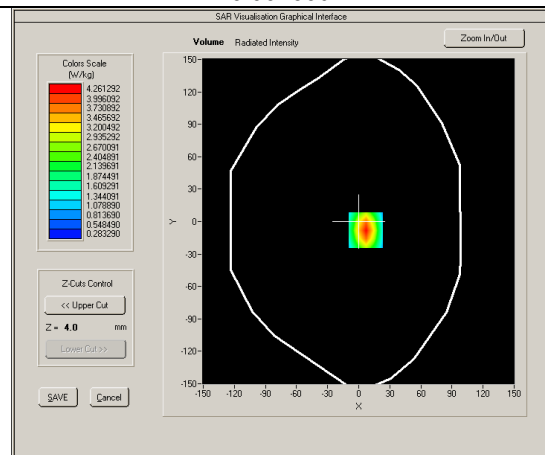 SAR Visualisation Graphical Interface
Volume Radiated Intensity
Zoom In/Out
Colors Scale
(W/kg)
4.261292
3.996092
3.730892
3.465692
3.200492
2.935292
2.670091
2.404891
2.139691
1.874491
1.609291
1.344091
1.078890
0.813690
0.548490
0.283290
Z-Cuts Control
<< Upper Cut
Z = 4.0 mm
Lower Cut >>
SAVE Cancel
150
120
90
60
30
0
-30
-60
-90
-120
-150
Y
-150 -120 -90 -60 -30 0 30 60 90 120 150
X